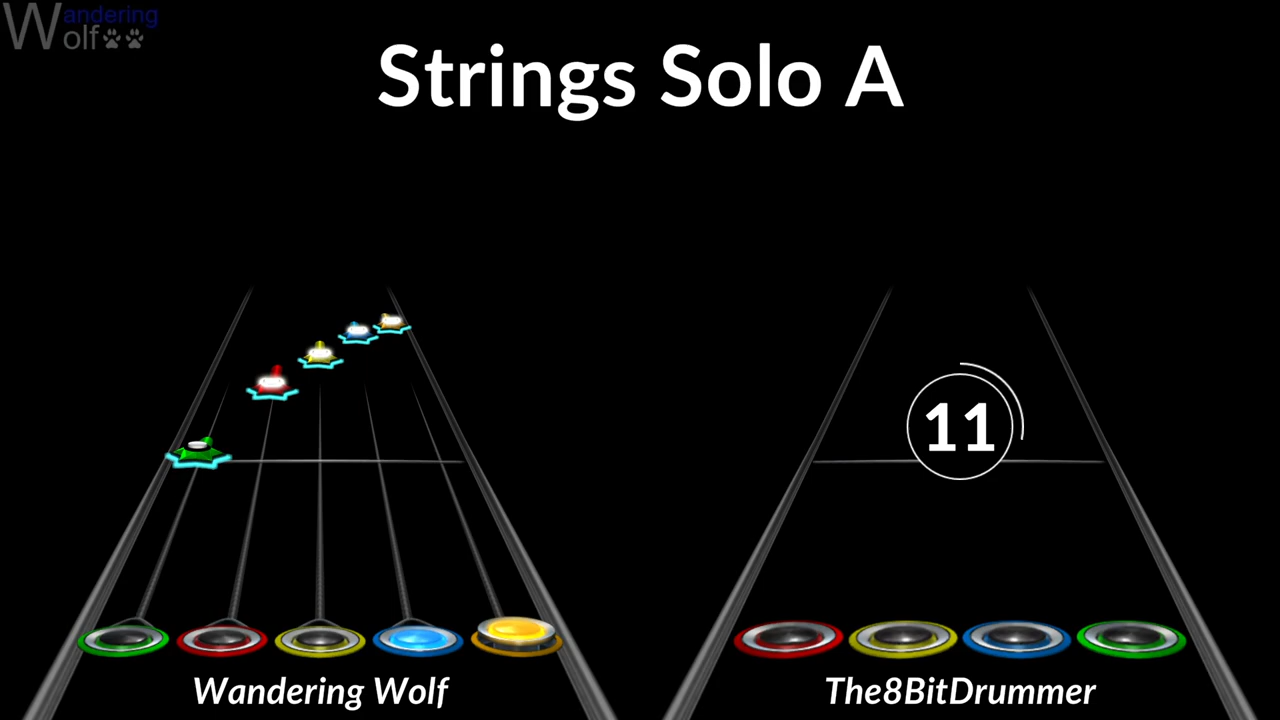 Wandering
Wolf
Strings Solo A
11
Wandering Wolf
The8BitDrummer